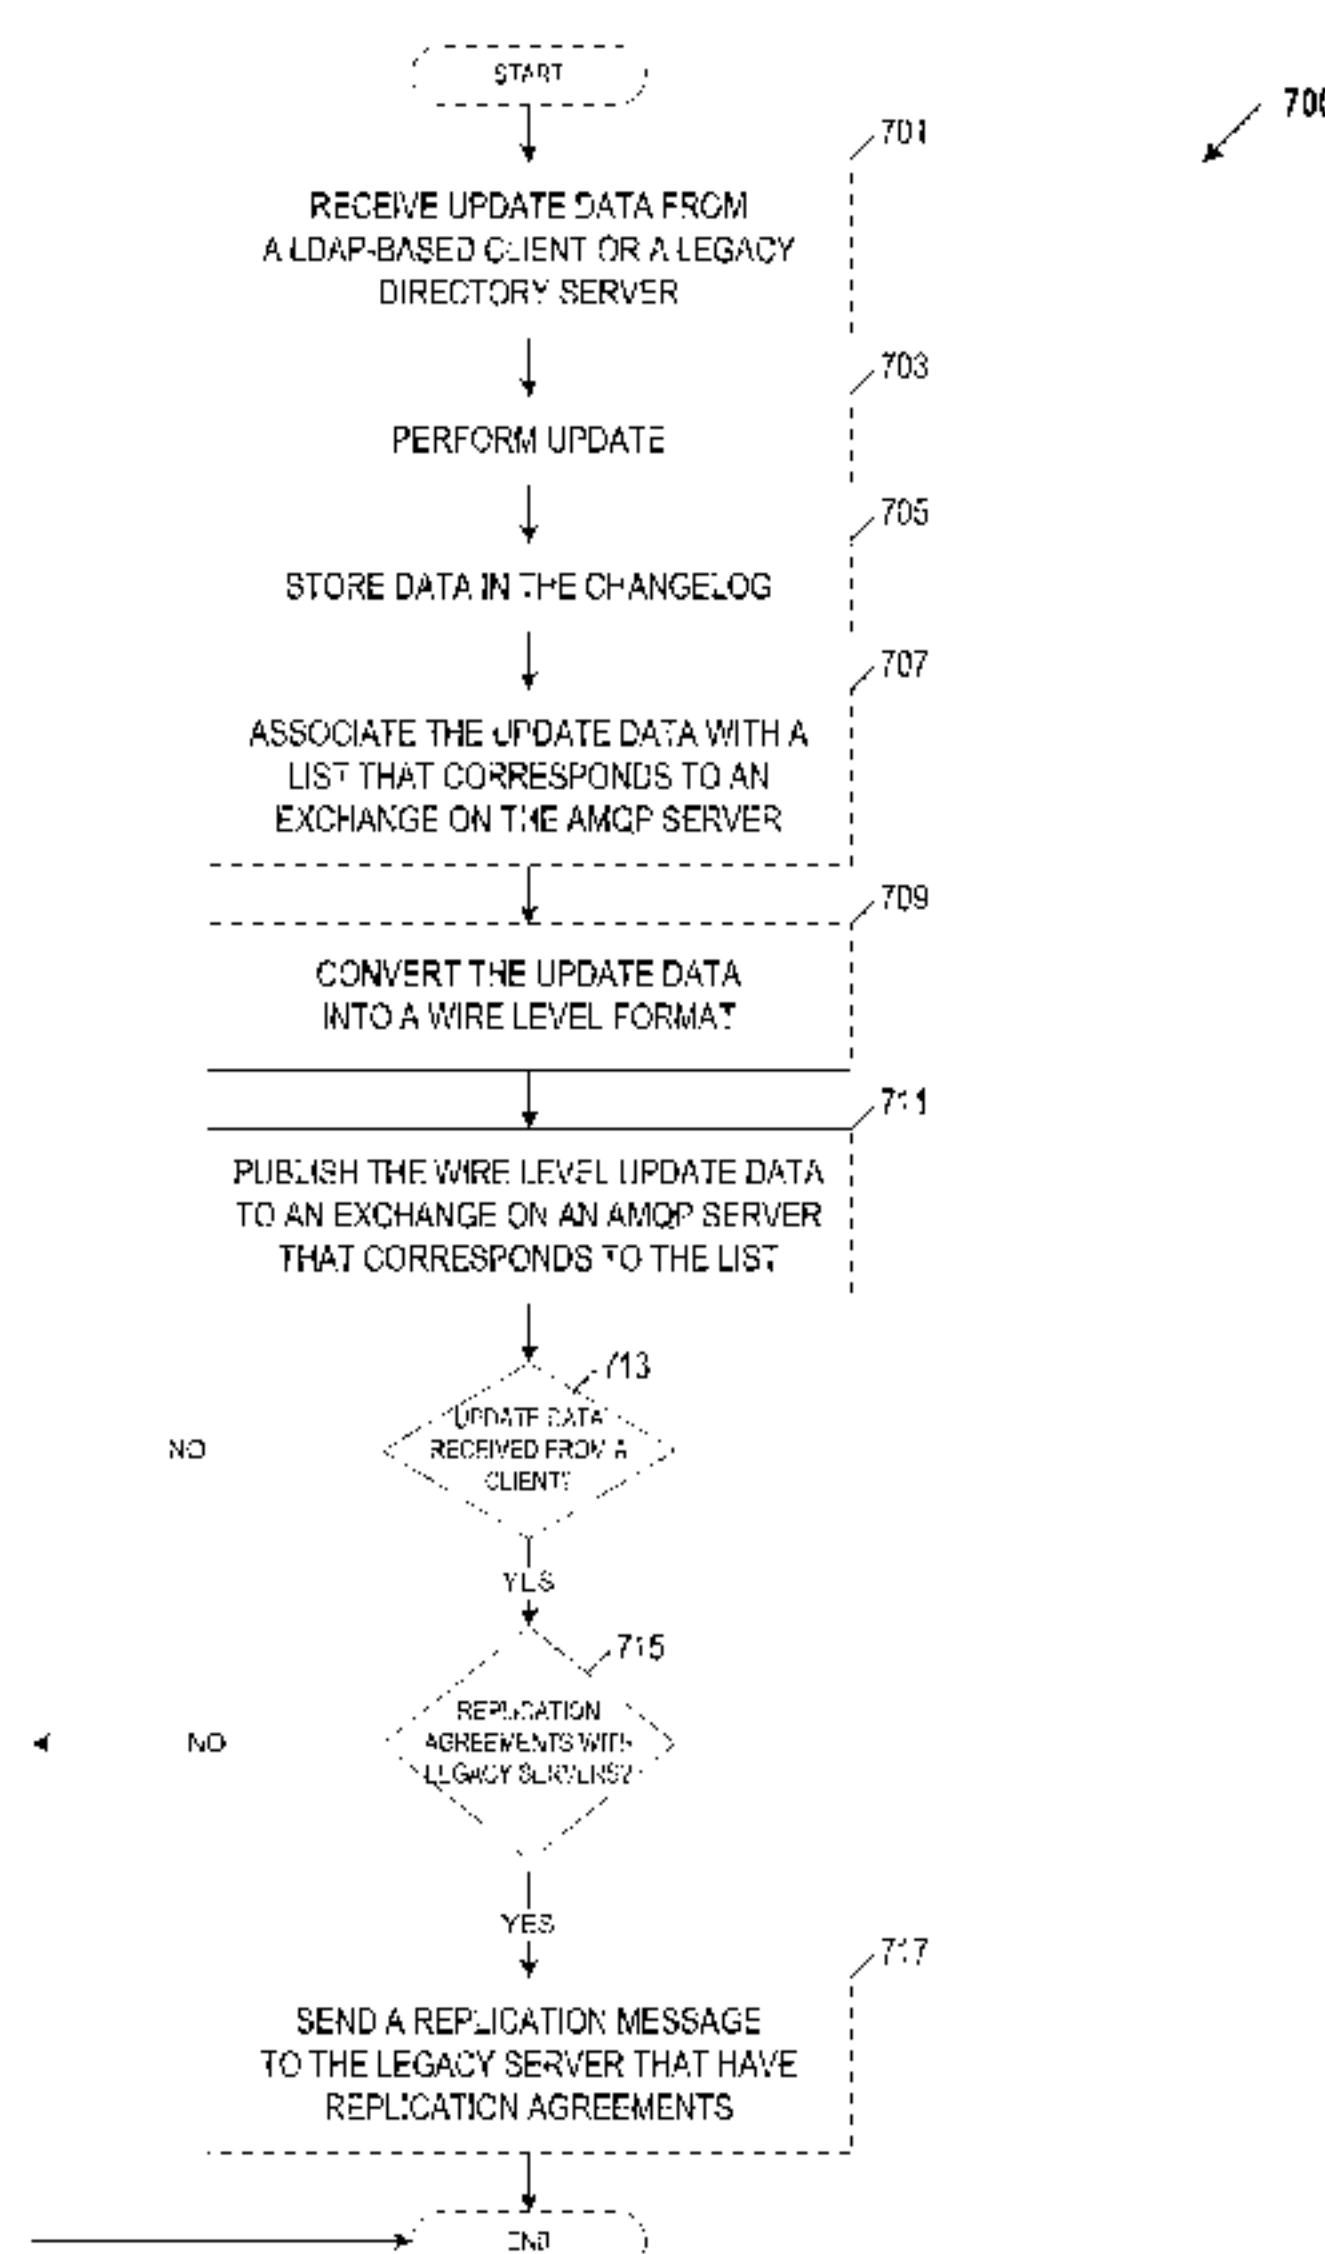 START
700
701
RECEIVE UPDATE DATA FROM
A LDAP-BASED CLIENT OR A LEGACY
DIRECTORY SERVER
703
PERFORM UPDATE
705
STORE DATA IN THE CHANGELOG
707
ASSOCIATE THE UPDATE DATA WITH A
LIST THAT CORRESPONDS TO AN
EXCHANGE ON THE AMQP SERVER
709
CONVERT THE UPDATE DATA
INTO A WIRE LEVEL FORMAT
711
PUBLISH THE WIRE LEVEL UPDATE DATA
TO AN EXCHANGE ON AN AMQP SERVER
THAT CORRESPONDS TO THE LIST
713
UPDATE DATA
RECEIVED FROM A
CLIENT?
NO
YES
715
REPLICATION
AGREEMENTS WITH
LEGACY SERVERS?
NO
YES
717
SEND A REPLICATION MESSAGE
TO THE LEGACY SERVER THAT HAVE
REPLICATION AGREEMENTS
END